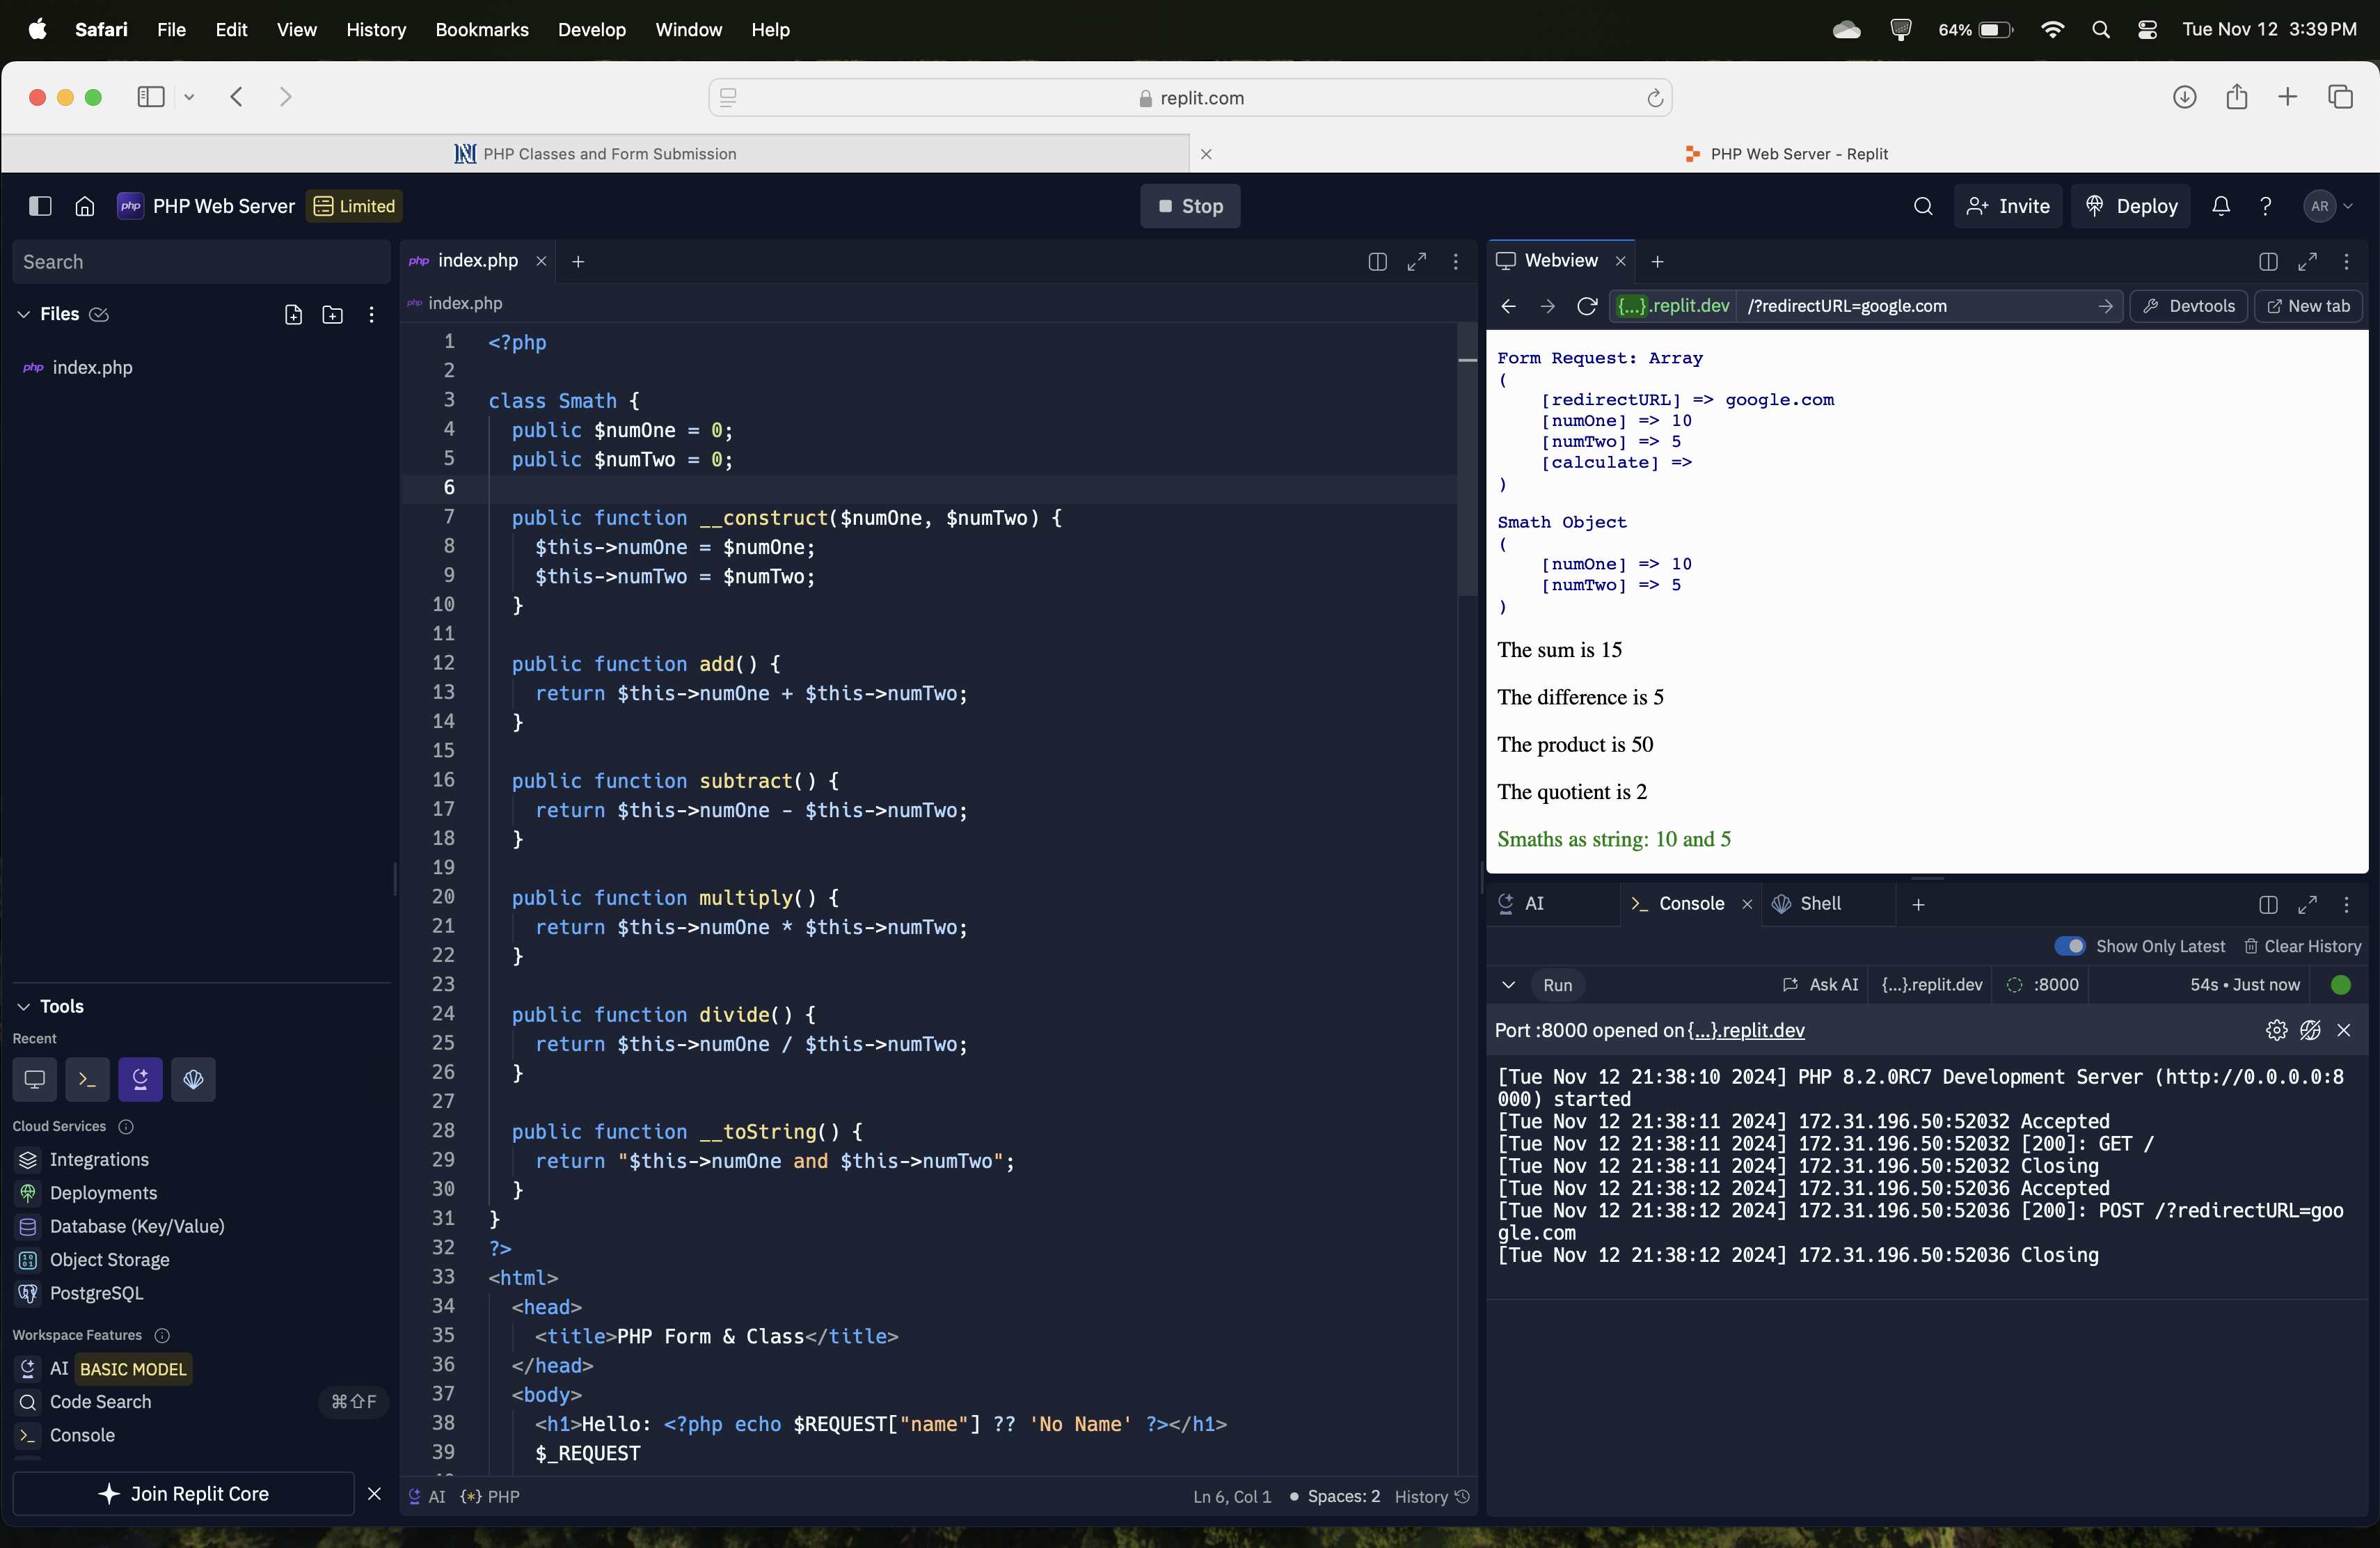 Safari File Edit View History Bookmarks Develop Window Help 64% Tue Nov 12 3:39 PM
replit.com
PHP Classes and Form Submission
PHP Web Server - Replit
php PHP Web Server Limited
Stop
Invite Deploy ? AR
Search
Files
php index.php
Tools
Recent
Cloud Services
Integrations
Deployments
Database (Key/Value)
Object Storage
PostgreSQL
Workspace Features
AI BASIC MODEL
Code Search ⌘⇧F
Console
Join Replit Core
php index.php
php index.php
1 <?php
2
3 class Smath {
4 public $numOne = 0;
5 public $numTwo = 0;
6
7 public function __construct($numOne, $numTwo) {
8 $this->numOne = $numOne;
9 $this->numTwo = $numTwo;
10 }
11
12 public function add() {
13 return $this->numOne + $this->numTwo;
14 }
15
16 public function subtract() {
17 return $this->numOne - $this->numTwo;
18 }
19
20 public function multiply() {
21 return $this->numOne * $this->numTwo;
22 }
23
24 public function divide() {
25 return $this->numOne / $this->numTwo;
26 }
27
28 public function __toString() {
29 return "$this->numOne and $this->numTwo";
30 }
31 }
32 ?>
33 <html>
34 <head>
35 <title>PHP Form & Class</title>
36 </head>
37 <body>
38 <h1>Hello: <?php echo $REQUEST["name"] ?? 'No Name' ?></h1>
39 $_REQUEST
AI {*} PHP Ln 6, Col 1 • Spaces: 2 History
Webview
{...}.replit.dev /?redirectURL=google.com Devtools New tab
Form Request: Array
(
[redirectURL] => google.com
[numOne] => 10
[numTwo] => 5
[calculate] =>
)
Smath Object
(
[numOne] => 10
[numTwo] => 5
)
The sum is 15
The difference is 5
The product is 50
The quotient is 2
Smaths as string: 10 and 5
AI Console Shell
Show Only Latest Clear History
Run Ask AI {...}.replit.dev :8000 54s • Just now
Port :8000 opened on {...}.replit.dev
[Tue Nov 12 21:38:10 2024] PHP 8.2.0RC7 Development Server (http://0.0.0.0:8
000) started
[Tue Nov 12 21:38:11 2024] 172.31.196.50:52032 Accepted
[Tue Nov 12 21:38:11 2024] 172.31.196.50:52032 [200]: GET /
[Tue Nov 12 21:38:11 2024] 172.31.196.50:52032 Closing
[Tue Nov 12 21:38:12 2024] 172.31.196.50:52036 Accepted
[Tue Nov 12 21:38:12 2024] 172.31.196.50:52036 [200]: POST /?redirectURL=goo
gle.com
[Tue Nov 12 21:38:12 2024] 172.31.196.50:52036 Closing